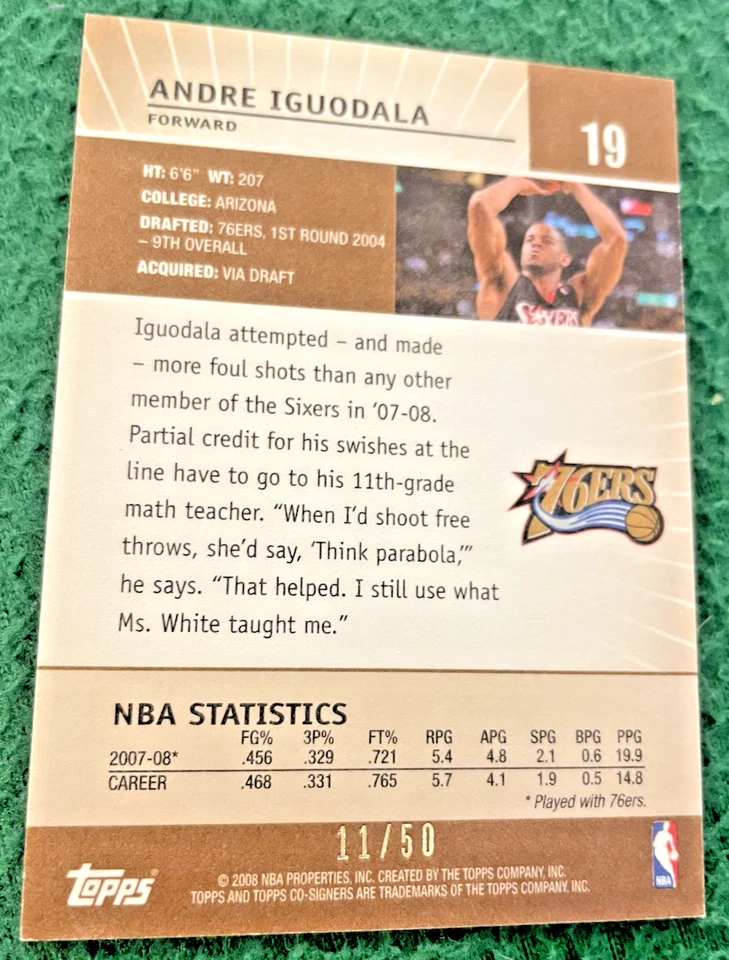 ANDRE IGUODALA
FORWARD
19
HT: 6'6" WT: 207
COLLEGE: ARIZONA
DRAFTED: 76ERS, 1ST ROUND 2004
– 9TH OVERALL
ACQUIRED: VIA DRAFT
SIXERS
Iguodala attempted – and made
– more foul shots than any other
member of the Sixers in '07-08.
Partial credit for his swishes at the
line have to go to his 11th-grade
math teacher. "When I'd shoot free
throws, she'd say, 'Think parabola,'"
he says. "That helped. I still use what
Ms. White taught me."
76ERS
NBA STATISTICS
FG% 3P% FT% RPG APG SPG BPG PPG
2007-08* .456 .329 .721 5.4 4.8 2.1 0.6 19.9
CAREER .468 .331 .765 5.7 4.1 1.9 0.5 14.8
* Played with 76ers.
11/50
topps
© 2008 NBA PROPERTIES, INC. CREATED BY THE TOPPS COMPANY, INC.
TOPPS AND TOPPS CO-SIGNERS ARE TRADEMARKS OF THE TOPPS COMPANY, INC.
NBA